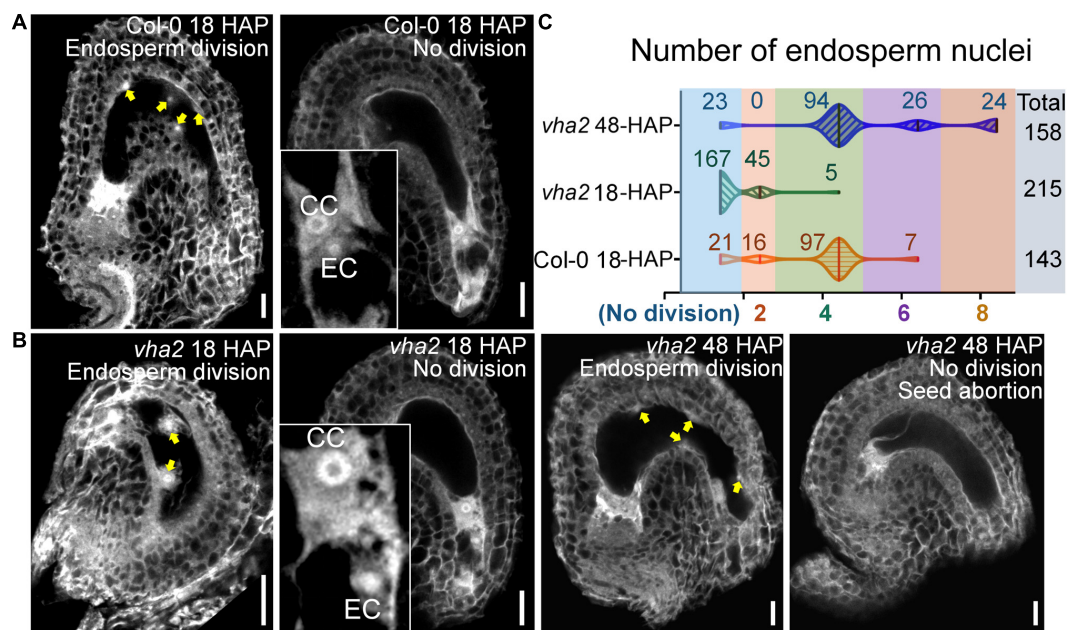 A
Col-0 18 HAP
Endosperm division
Col-0 18 HAP
No division
CC
EC
C
Number of endosperm nuclei
23 0 94 26 24
Total
vha2 48-HAP
158
167 45 5
vha2 18-HAP
215
21 16 97 7
Col-0 18-HAP
143
(No division) 2 4 6 8
B
vha2 18 HAP
Endosperm division
vha2 18 HAP
No division
CC
EC
vha2 48 HAP
Endosperm division
vha2 48 HAP
No division
Seed abortion